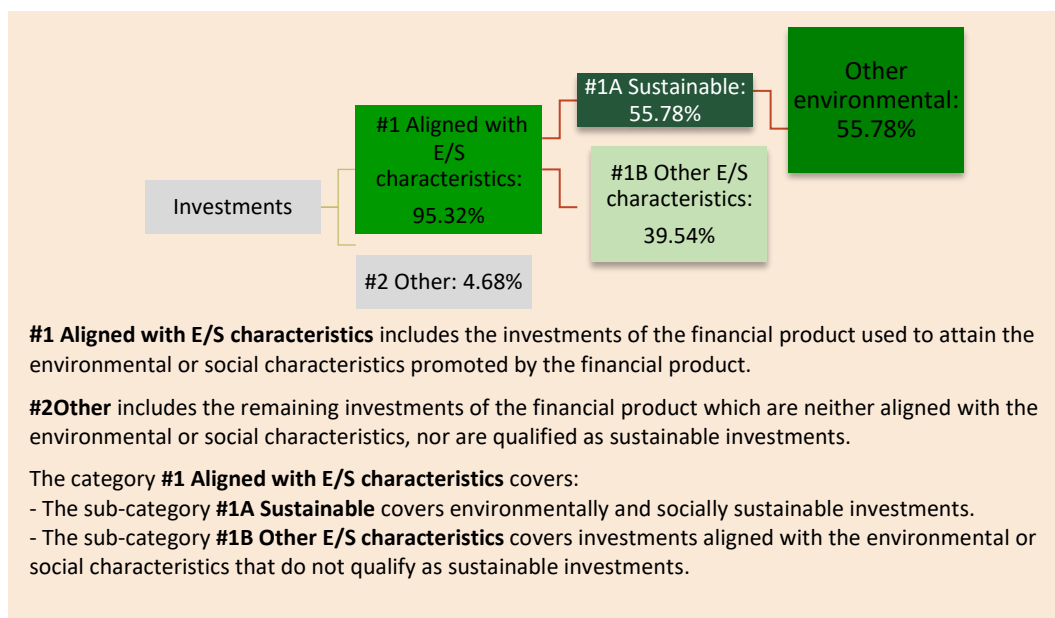 Other
environmental:
55.78%
#1A Sustainable:
55.78%
#1 Aligned with
E/S
characteristics:
95.32%
#1B Other E/S
characteristics:
39.54%
Investments
#2 Other: 4.68%
#1 Aligned with E/S characteristics includes the investments of the financial product used to attain the
environmental or social characteristics promoted by the financial product.
#2Other includes the remaining investments of the financial product which are neither aligned with the
environmental or social characteristics, nor are qualified as sustainable investments.
The category #1 Aligned with E/S characteristics covers:
- The sub-category #1A Sustainable covers environmentally and socially sustainable investments.
- The sub-category #1B Other E/S characteristics covers investments aligned with the environmental or
social characteristics that do not qualify as sustainable investments.